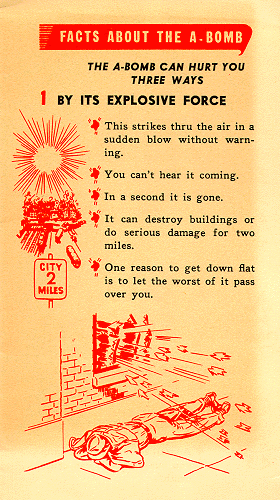 FACTS ABOUT THE A-BOMB
THE A-BOMB CAN HURT YOU
THREE WAYS
1 BY ITS EXPLOSIVE FORCE
This strikes thru the air in a
sudden blow without warn-
ing.
You can't hear it coming.
In a second it is gone.
It can destroy buildings or
do serious damage for two
miles.
CITY
2
MILES
One reason to get down flat
is to let the worst of it pass
over you.